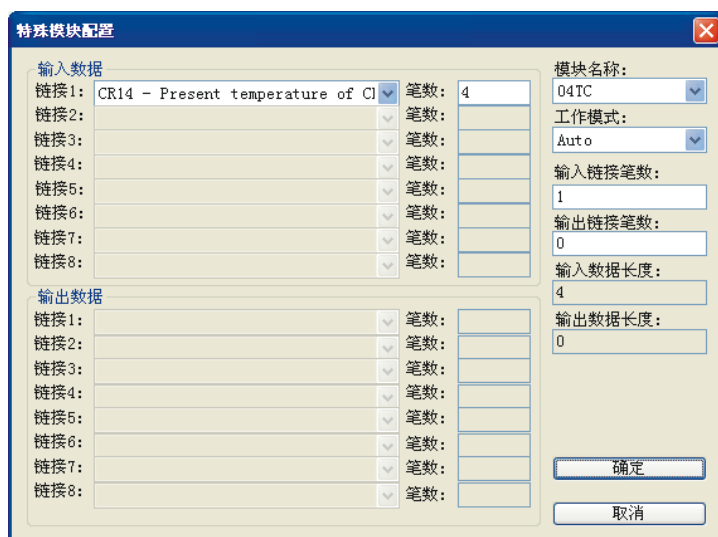 特殊模块配置
输入数据
链接1: CR14 - Present temperature of Cl 笔数: 4
链接2: 笔数:
链接3: 笔数:
链接4: 笔数:
链接5: 笔数:
链接6: 笔数:
链接7: 笔数:
链接8: 笔数:
输出数据
链接1: 笔数:
链接2: 笔数:
链接3: 笔数:
链接4: 笔数:
链接5: 笔数:
链接6: 笔数:
链接7: 笔数:
链接8: 笔数:
模块名称:
04TC
工作模式:
Auto
输入链接笔数:
1
输出链接笔数:
0
输入数据长度:
4
输出数据长度:
0
确定
取消